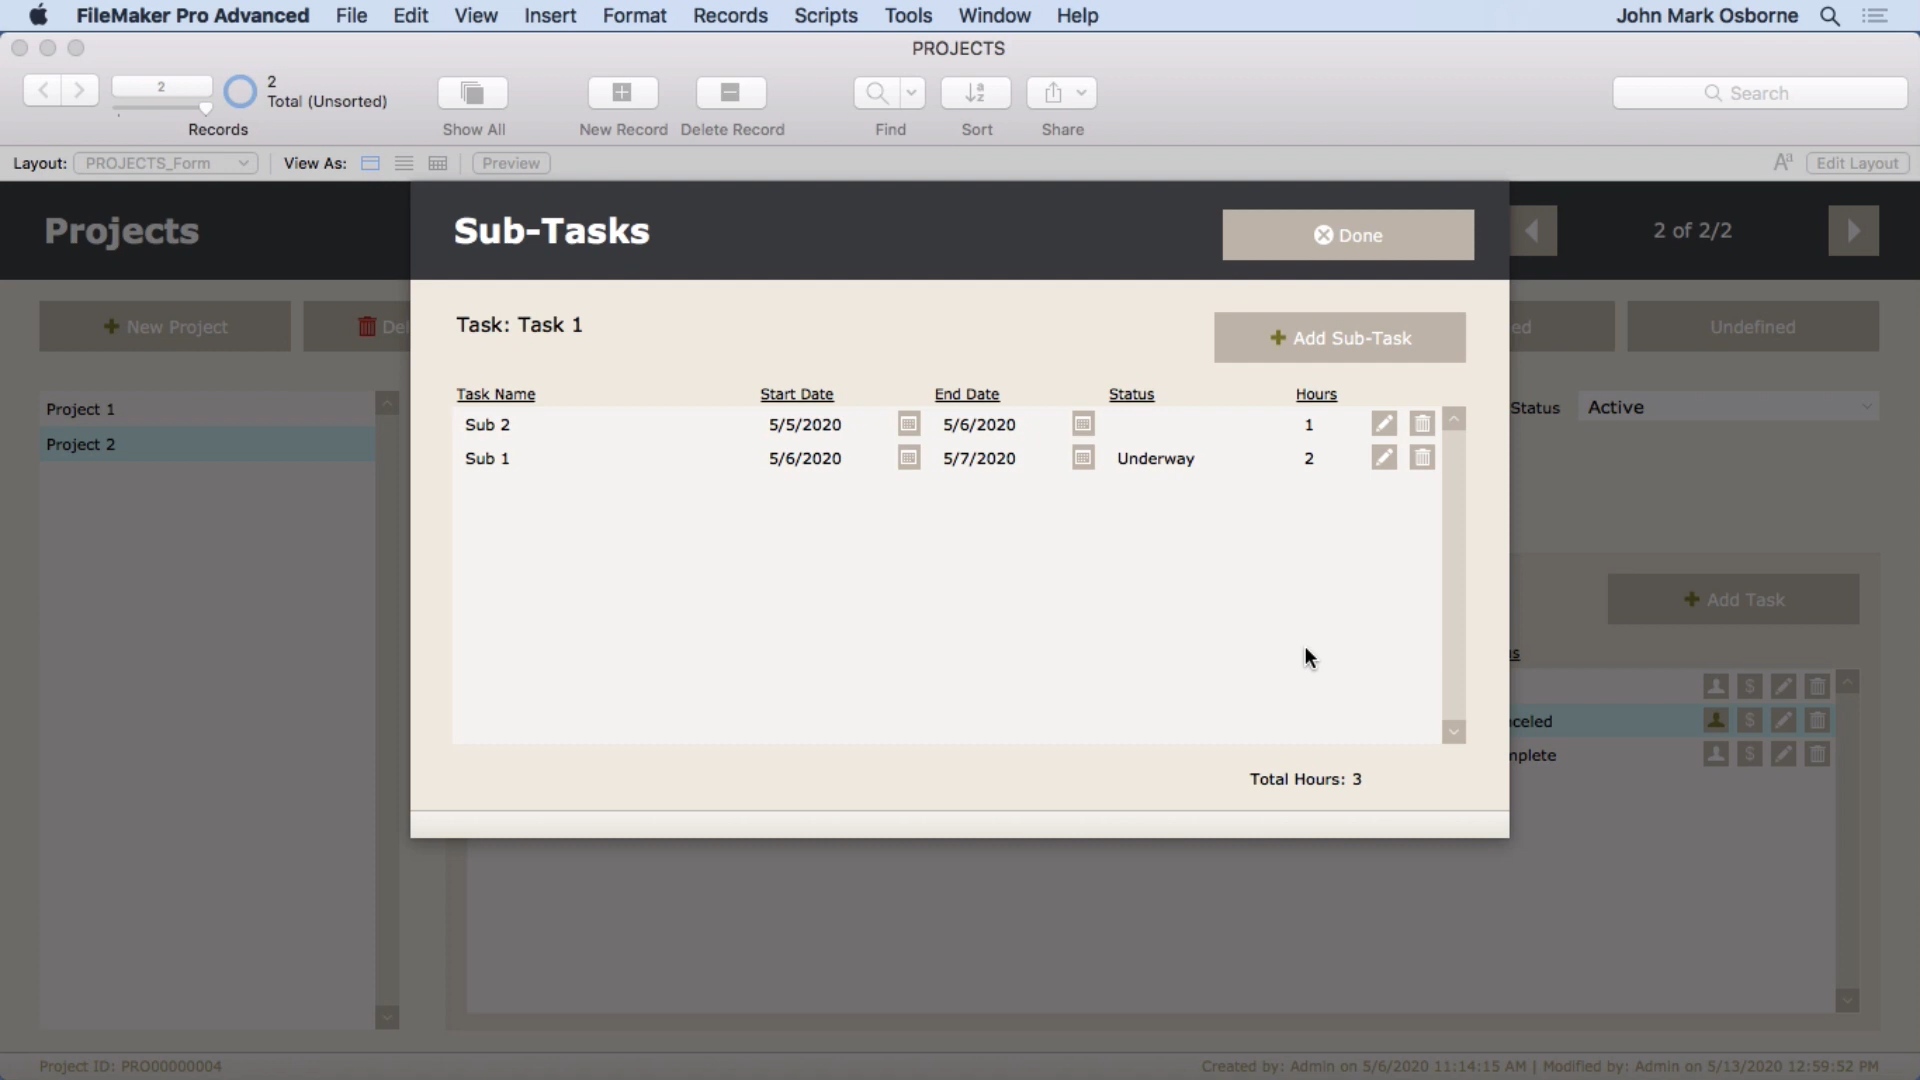 FileMaker Pro Advanced File Edit View Insert Format Records Scripts Tools Window Help John Mark Osborne
PROJECTS
2
2
Total (Unsorted)
Search
Records Show All New Record Delete Record Find Sort Share
Layout: PROJECTS_Form View As: Preview Aª Edit Layout
Projects
Sub-Tasks
Done
2 of 2/2
New Project
Undefined
Task: Task 1
Add Sub-Task
Task Name Start Date End Date Status Hours
Project 1
Status Active
Sub 2 5/5/2020 5/6/2020 1
Project 2
Sub 1 5/6/2020 5/7/2020 Underway 2
Add Task
$
$
$
Total Hours: 3
Project ID: PRO00000004
Created by: Admin on 5/6/2020 11:14:15 AM | Modified by: Admin on 5/13/2020 12:59:52 PM